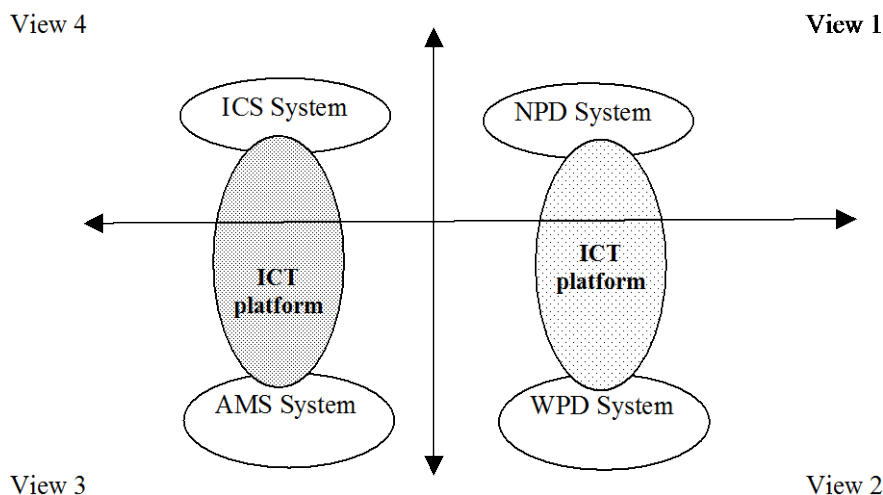 View 4
View 1
ICS System
NPD System
ICT
platform
ICT
platform
AMS System
WPD System
View 3
View 2